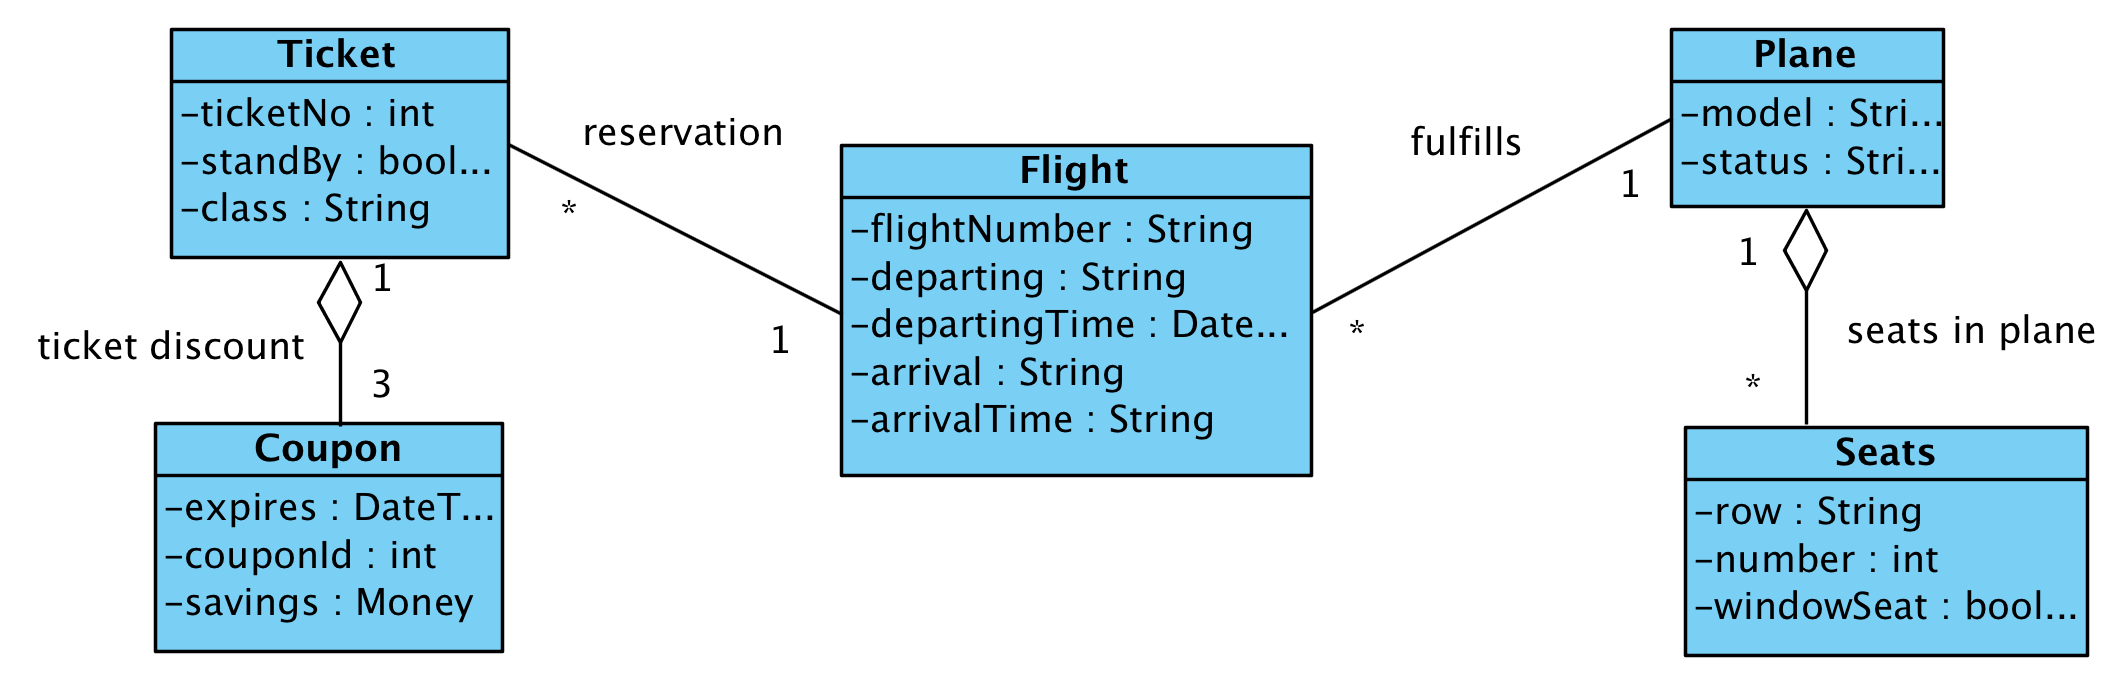 Ticket
-ticketNo : int
-standBy : bool...
-class : String
reservation
*
1
1
ticket discount
3
Coupon
-expires : DateT...
-couponId : int
-savings : Money
Flight
-flightNumber : String
-departing : String
-departingTime : Date...
-arrival : String
-arrivalTime : String
fulfills
1
*
Plane
-model : Stri...
-status : Stri...
1
seats in plane
*
Seats
-row : String
-number : int
-windowSeat : bool...